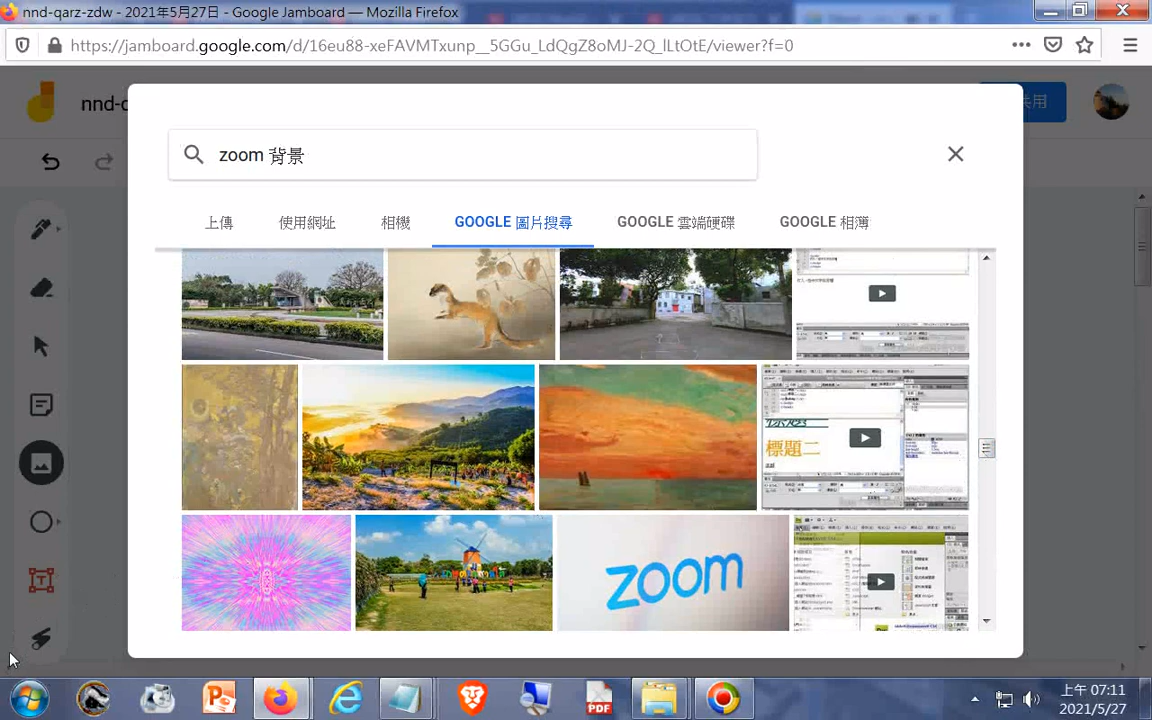 nnd-qarz-zdw - 2021年5月27日 - Google Jamboard — Mozilla Firefox
https://jamboard.google.com/d/16eu88-xeFAVMTxunp__5GGu_LdQgZ8oMJ-2Q_lLtOtE/viewer?f=0
nnd-q
共用
zoom 背景
上傳 使用網址 相機 GOOGLE 圖片搜尋 GOOGLE 雲端硬碟 GOOGLE 相簿
標題二
zoom
PDF
上午 07:11
2021/5/27